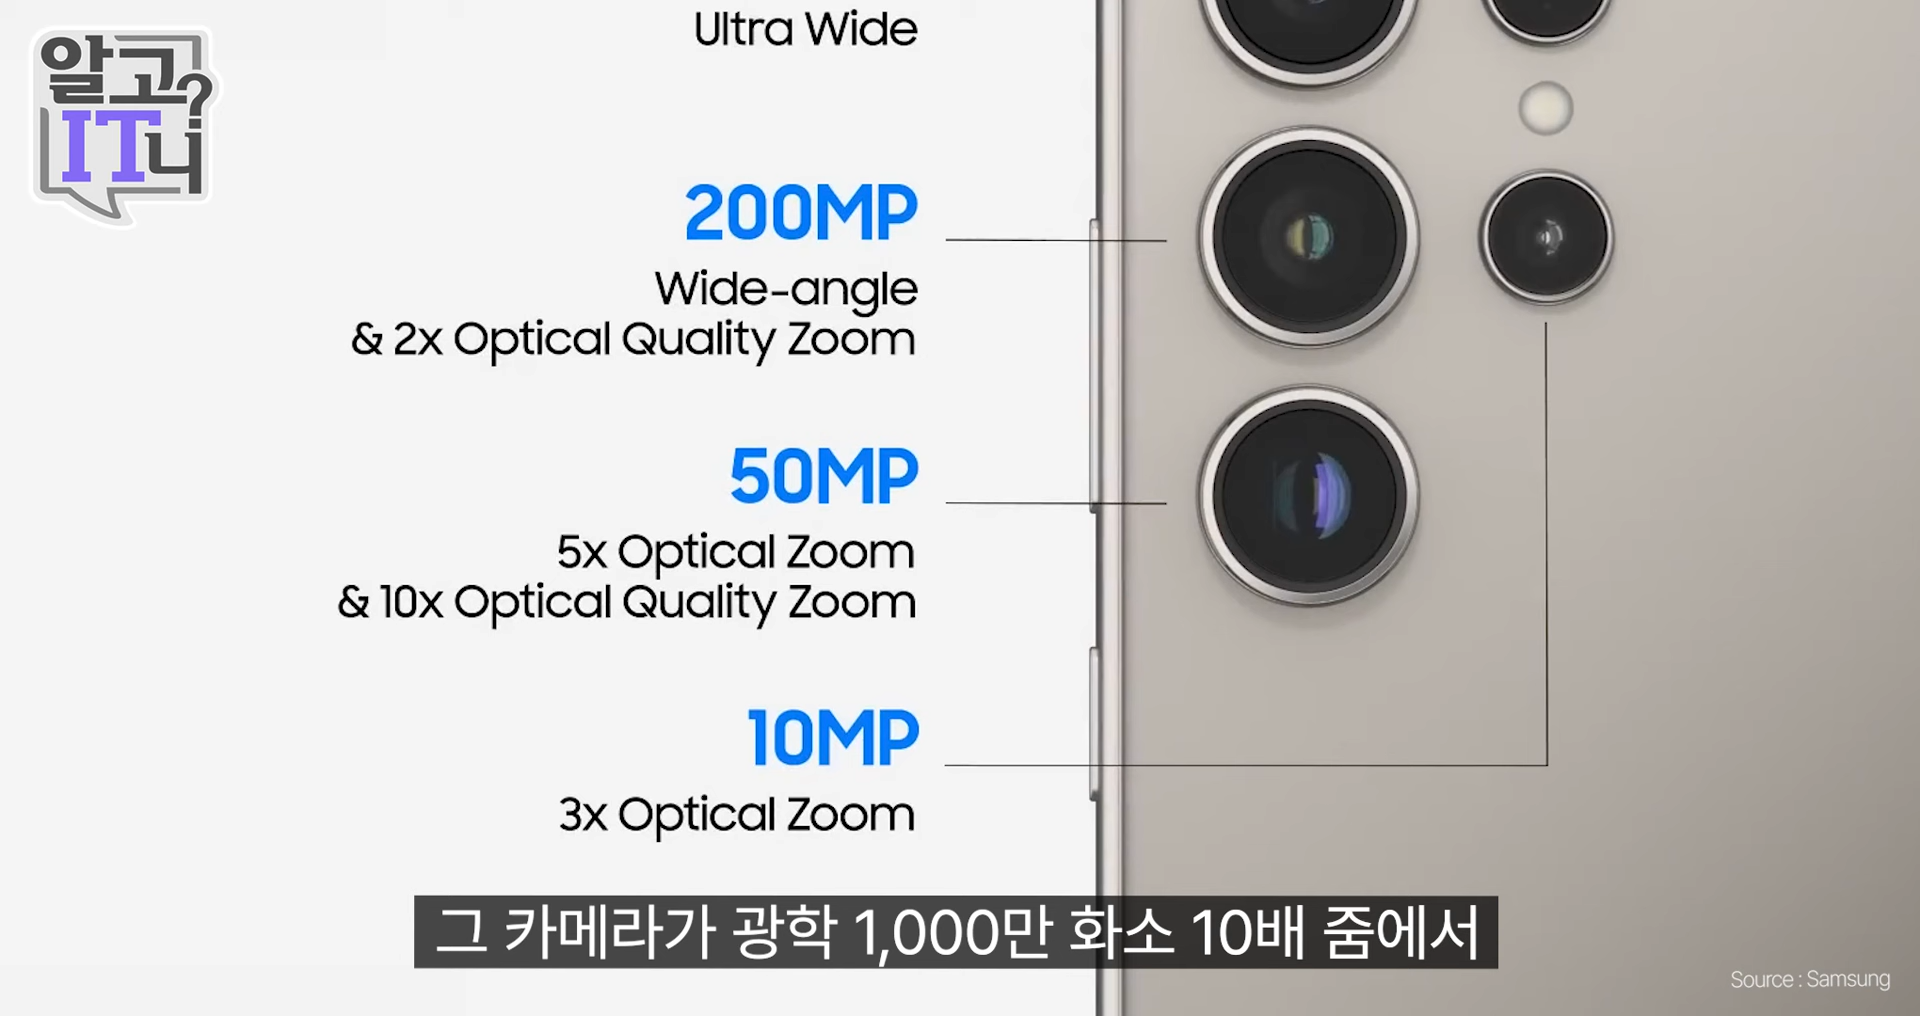 알고?
IT니
Ultra Wide
200MP
Wide-angle
& 2x Optical Quality Zoom
50MP
5x Optical Zoom
& 10x Optical Quality Zoom
10MP
3x Optical Zoom
그 카메라가 광학 1,000만 화소 10배 줌에서
Source : Samsung